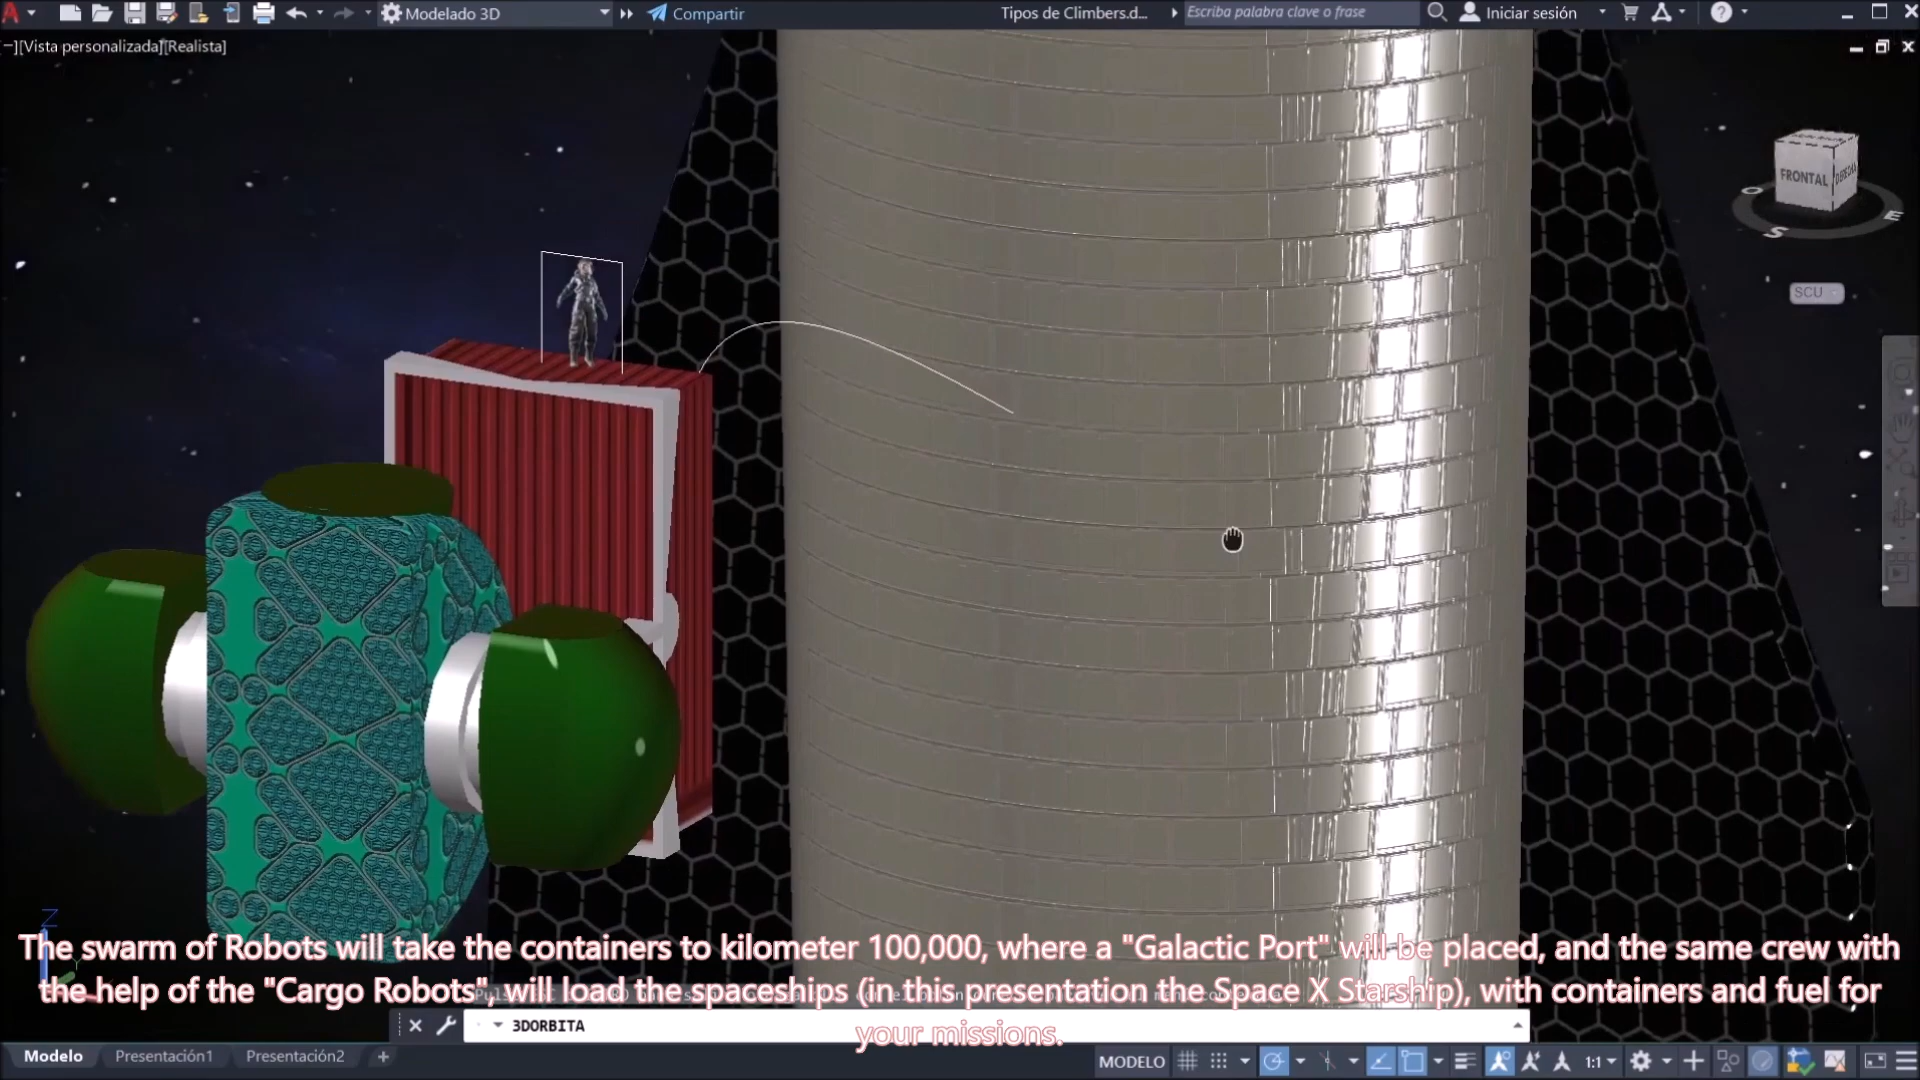 Modelado 3D
Compartir
Tipos de Climbers.d...
Escriba palabra clave o frase
Iniciar sesión
[Vista personalizada][Realista]
FRONTAL
O
S
E
SCU
Z
The swarm of Robots will take the containers to kilometer 100,000, where a "Galactic Port" will be placed, and the same crew with
the help of the "Cargo Robots", will load the spaceships (in this presentation the Space X Starship), with containers and fuel for
your missions.
3DORBITA
Modelo
Presentación1
Presentación2
MODELO
1:1